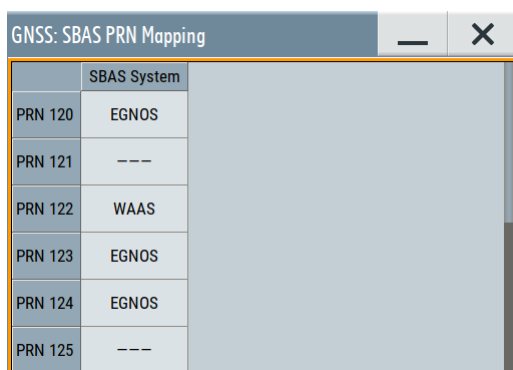 GNSS: SBAS PRN Mapping
SBAS System
PRN 120 EGNOS
PRN 121 ---
PRN 122 WAAS
PRN 123 EGNOS
PRN 124 EGNOS
PRN 125 ---